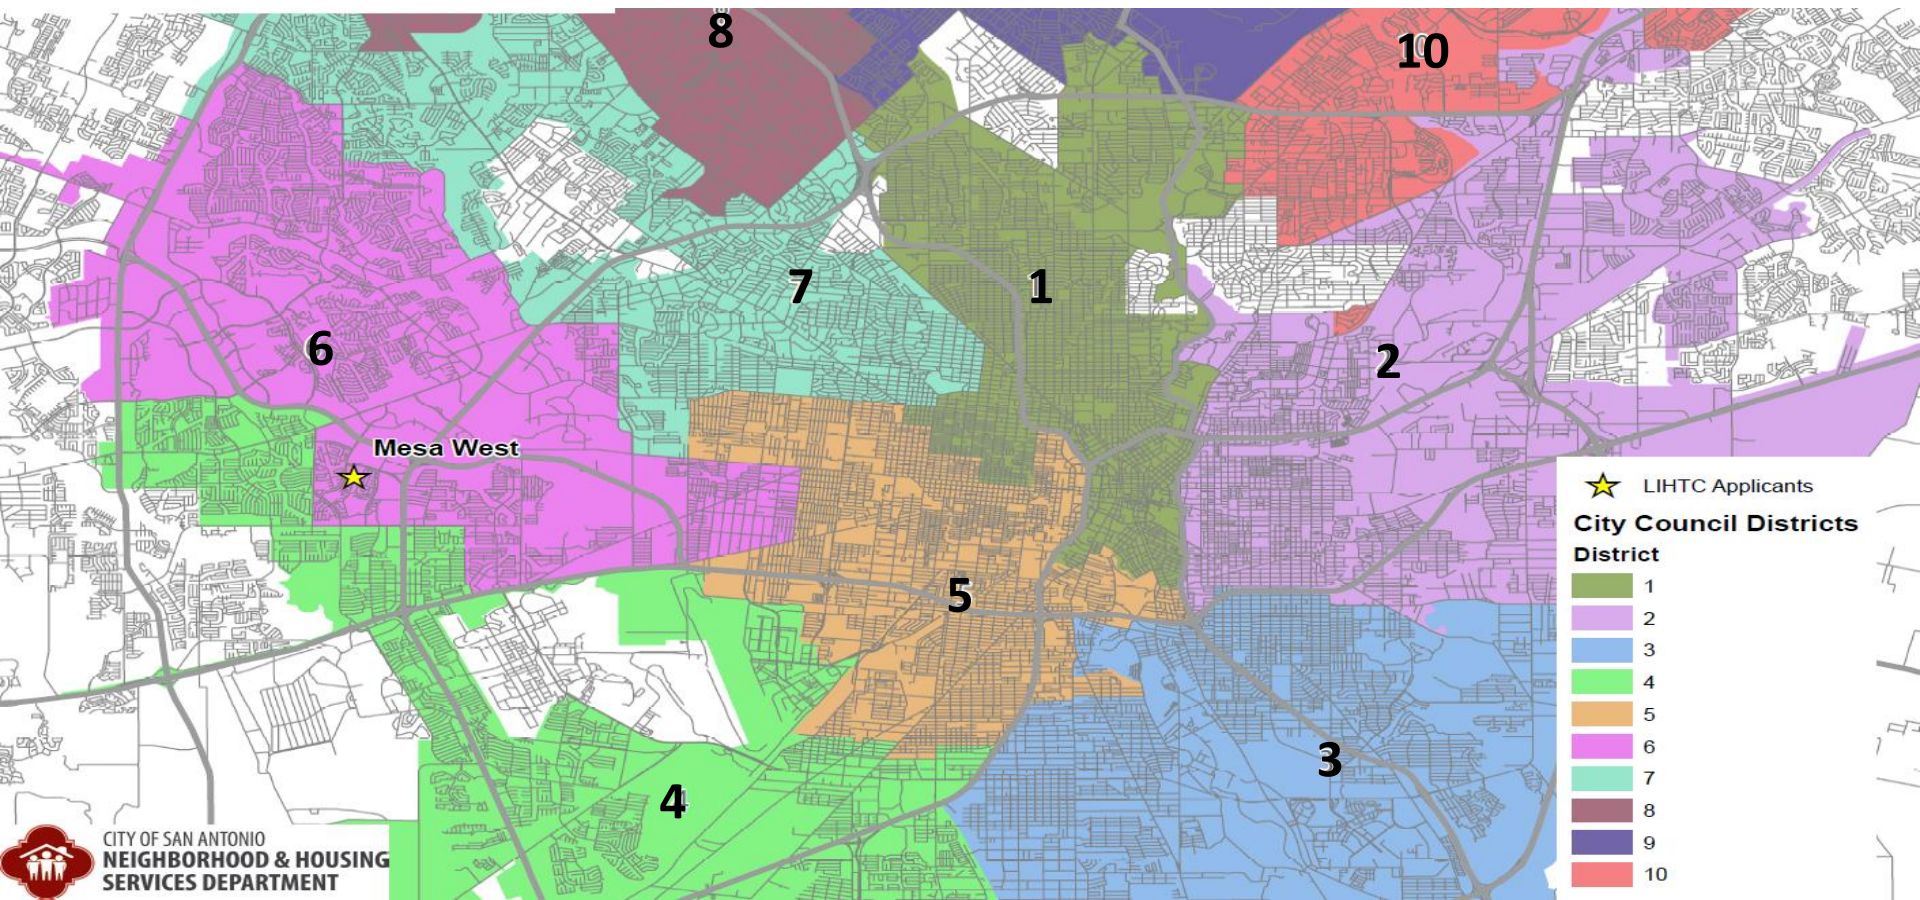 8
10
7
1
6
2
Mesa West
5
3
4
LIHTC Applicants
City Council Districts
District
1
2
3
4
5
6
7
8
9
10
CITY OF SAN ANTONIO
NEIGHBORHOOD & HOUSING
SERVICES DEPARTMENT